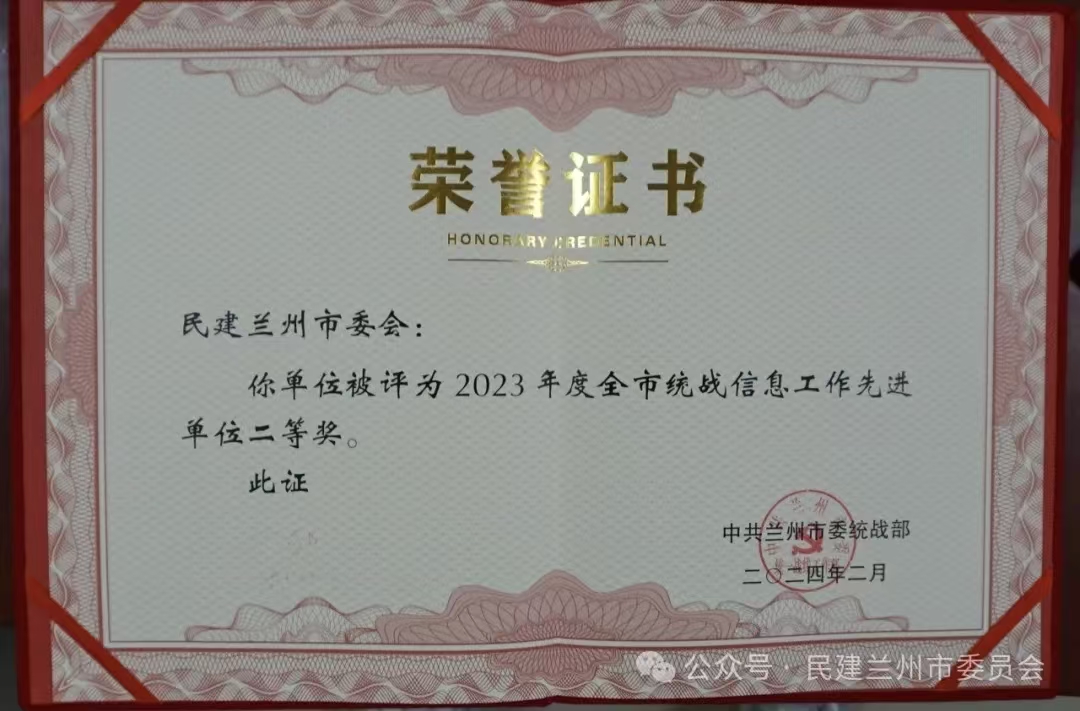 荣誉证书
HONORARY CREDENTIAL
民建兰州市委会：
你单位被评为2023年度全市统战信息工作先进
单位二等奖。
此证
中共兰州市委统战部
二〇二四年二月
公众号·民建兰州市委员会